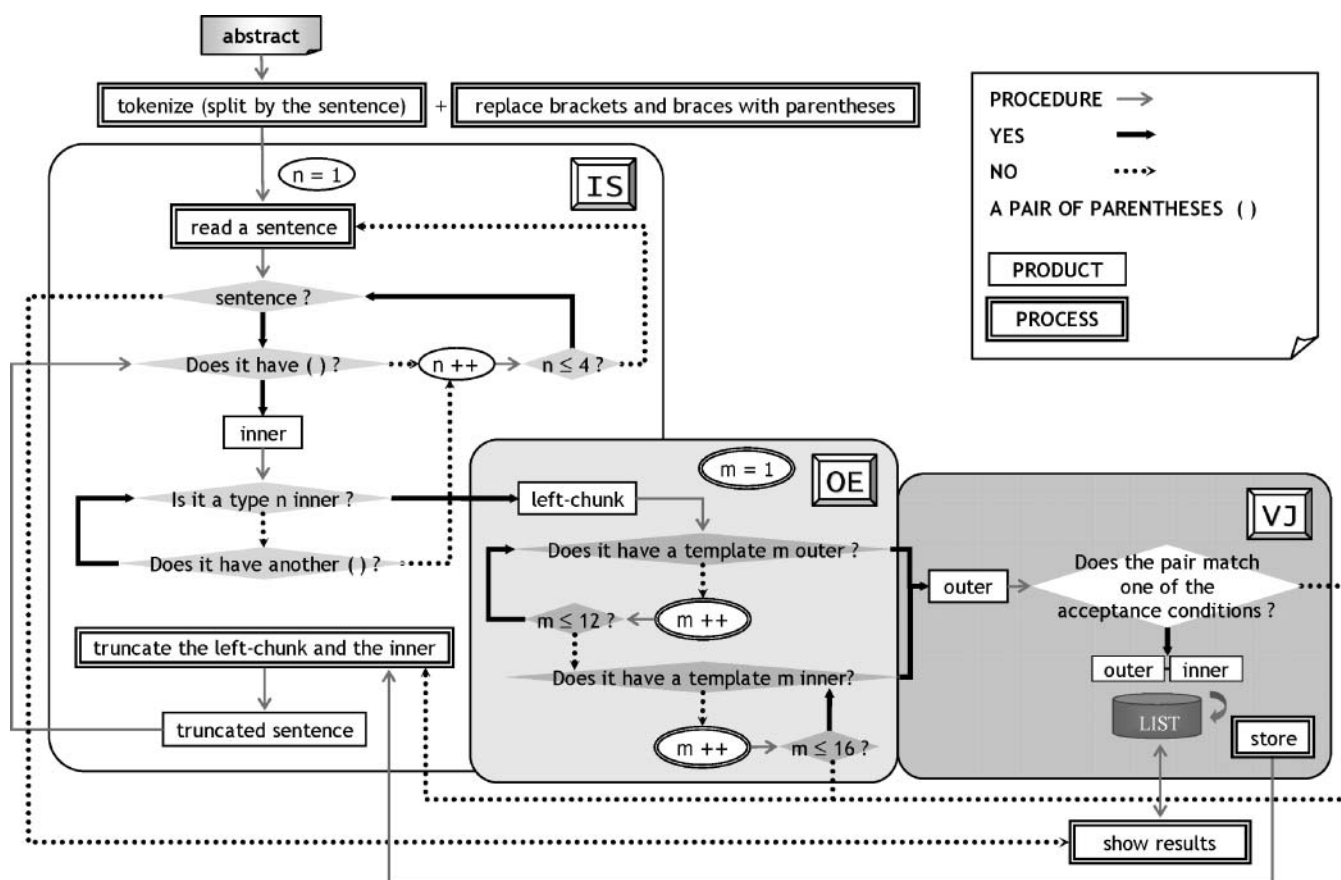 abstract
tokenize (split by the sentence) + replace brackets and braces with parentheses
PROCEDURE
YES
NO
A PAIR OF PARENTHESES ( )
PRODUCT
PROCESS
IS
n = 1
read a sentence
sentence ?
Does it have ( ) ?
n ++
n ≤ 4 ?
inner
Is it a type n inner ?
Does it have another ( ) ?
truncate the left-chunk and the inner
truncated sentence
OE
m = 1
left-chunk
Does it have a template m outer ?
m ≤ 12 ?
m ++
Does it have a template m inner?
m ++
m ≤ 16 ?
VJ
outer
Does the pair match
one of the
acceptance conditions ?
outer inner
LIST
store
show results